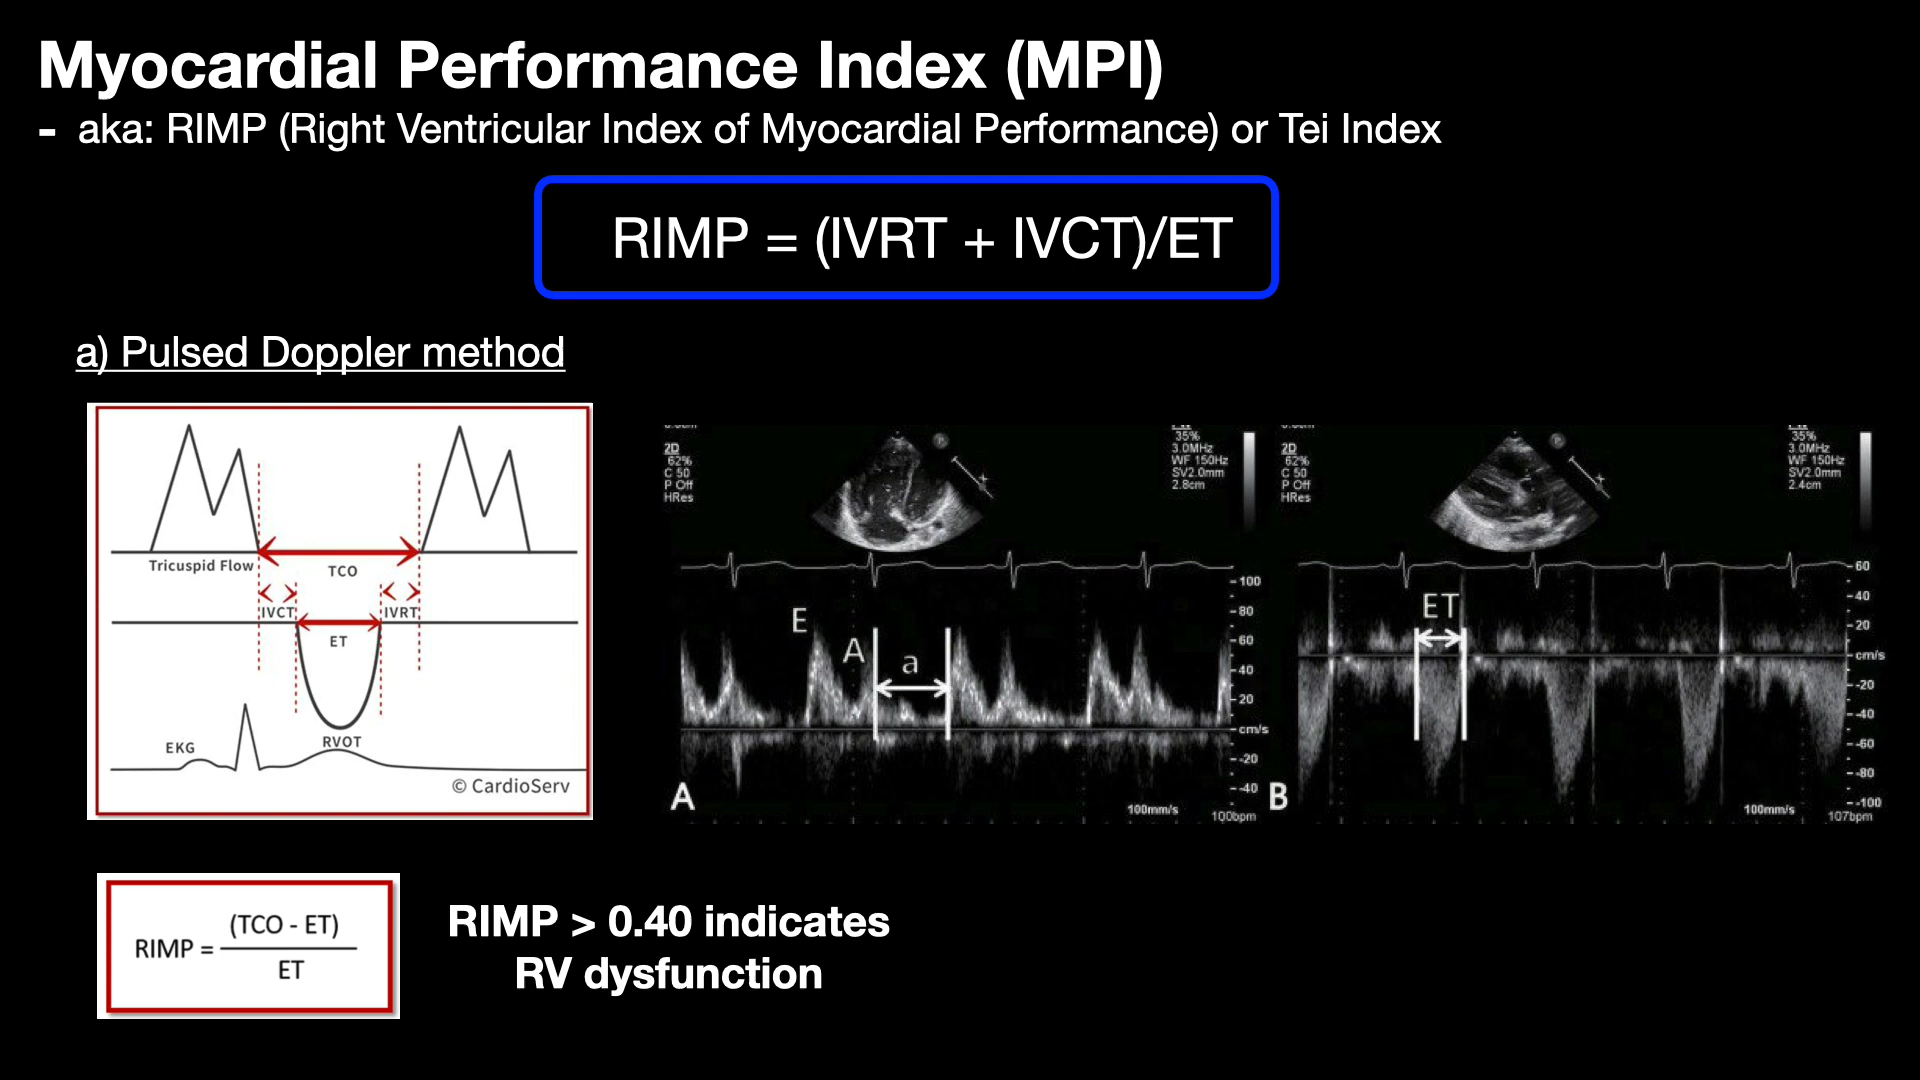 Myocardial Performance Index (MPI)
- aka: RIMP (Right Ventricular Index of Myocardial Performance) or Tei Index
RIMP = (IVRT + IVCT)/ET
a) Pulsed Doppler method
Tricuspid Flow
TCO
IVCT
IVRT
ET
RVOT
EKG
© CardioServ
2D
62%
C 50
P Off
HRes
35%
3.0MHz
WF 150Hz
SV2.0mm
2.8cm
E
A
a
100
80
60
40
20
cm/s
-20
-40
A
100mm/s
100bpm
2D
62%
C 50
P Off
HRes
35%
3.0MHz
WF 150Hz
SV2.0mm
2.4cm
ET
60
40
20
cm/s
-20
-40
-60
-80
-100
B
100mm/s
107bpm
RIMP = (TCO - ET)
ET
RIMP > 0.40 indicates
RV dysfunction